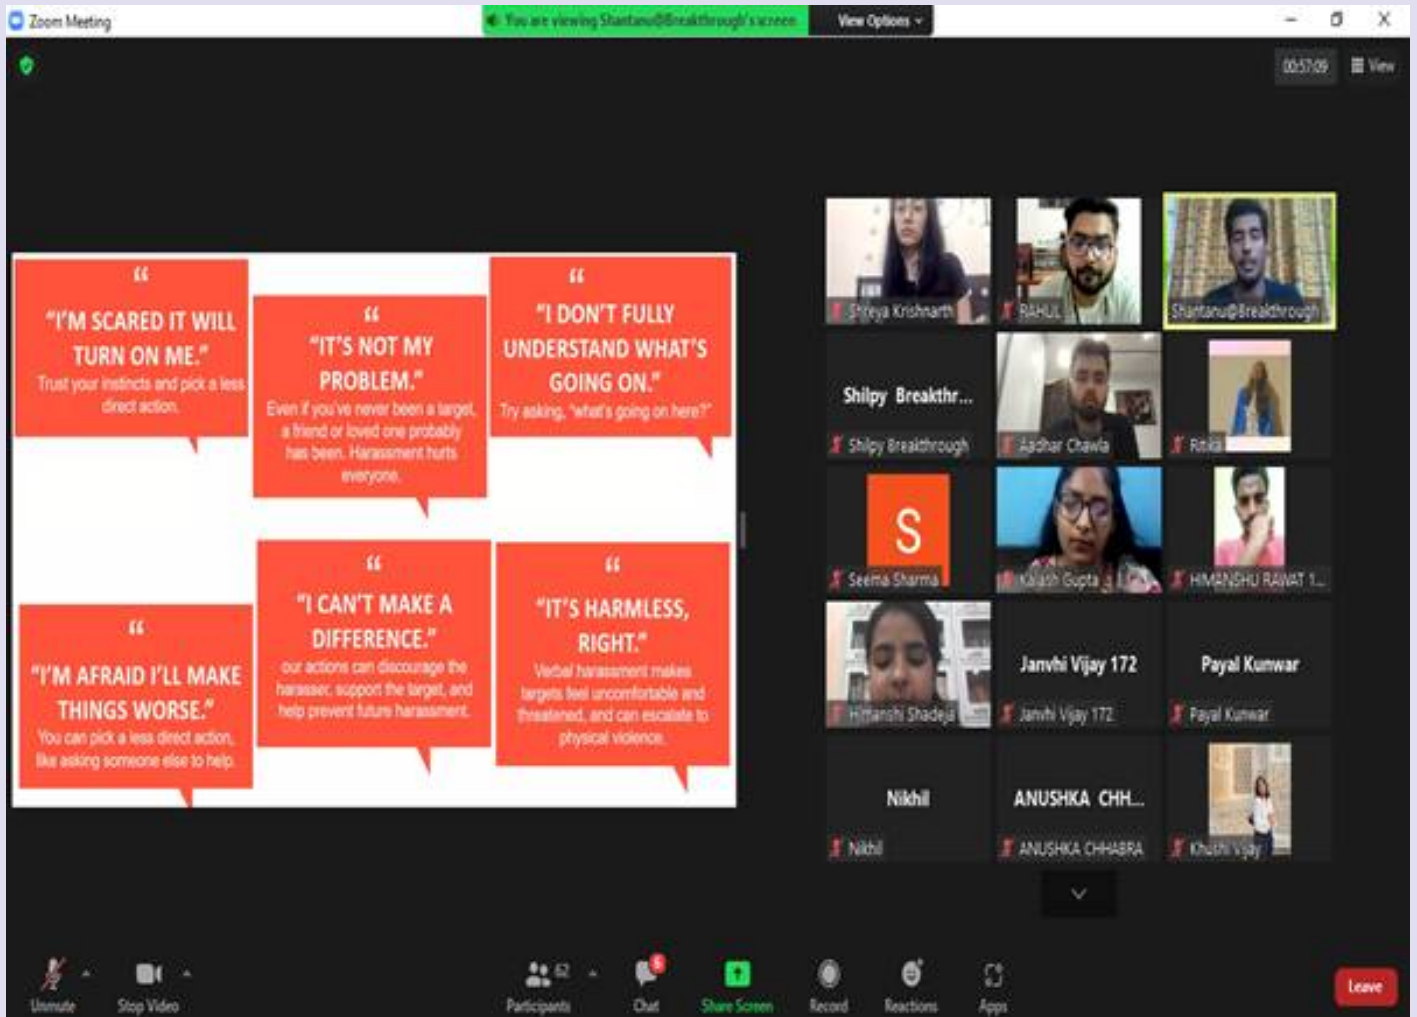 Zoom Meeting
You are viewing Shantanu@Breakthrough's screen
View Options
00:57:09
View
“
“I’M SCARED IT WILL
TURN ON ME.”
Trust your instincts and pick a less
direct action.
“
“IT’S NOT MY
PROBLEM.”
Even if you've never been a target,
a friend or loved one probably
has been. Harassment hurts
everyone.
“
“I DON’T FULLY
UNDERSTAND WHAT’S
GOING ON.”
Try asking, “what’s going on here?”
“
“I’M AFRAID I’LL MAKE
THINGS WORSE.”
You can pick a less direct action,
like asking someone else to help.
“
“I CAN’T MAKE A
DIFFERENCE.”
our actions can discourage the
harasser, support the target, and
help prevent future harassment.
“
“IT’S HARMLESS,
RIGHT.”
Verbal harassment makes
targets feel uncomfortable and
threatened, and can escalate to
physical violence.
Shreya Krishnarth
RAHUL
Shantanu@Breakthrough
Shilpy Breakthr...
Shilpy Breakthrough
Aadhar Chawla
Ritika
S
Seema Sharma
Kalash Gupta
HIMANSHU RAWAT 1...
Himanshi Shadeja
Janvhi Vijay 172
Janvhi Vijay 172
Payal Kunwar
Payal Kunwar
Nikhil
Nikhil
ANUSHKA CHH...
ANUSHKA CHHABRA
Khushi Vijay
Unmute
Stop Video
62
Participants
6
Chat
Share Screen
Record
Reactions
Apps
Leave